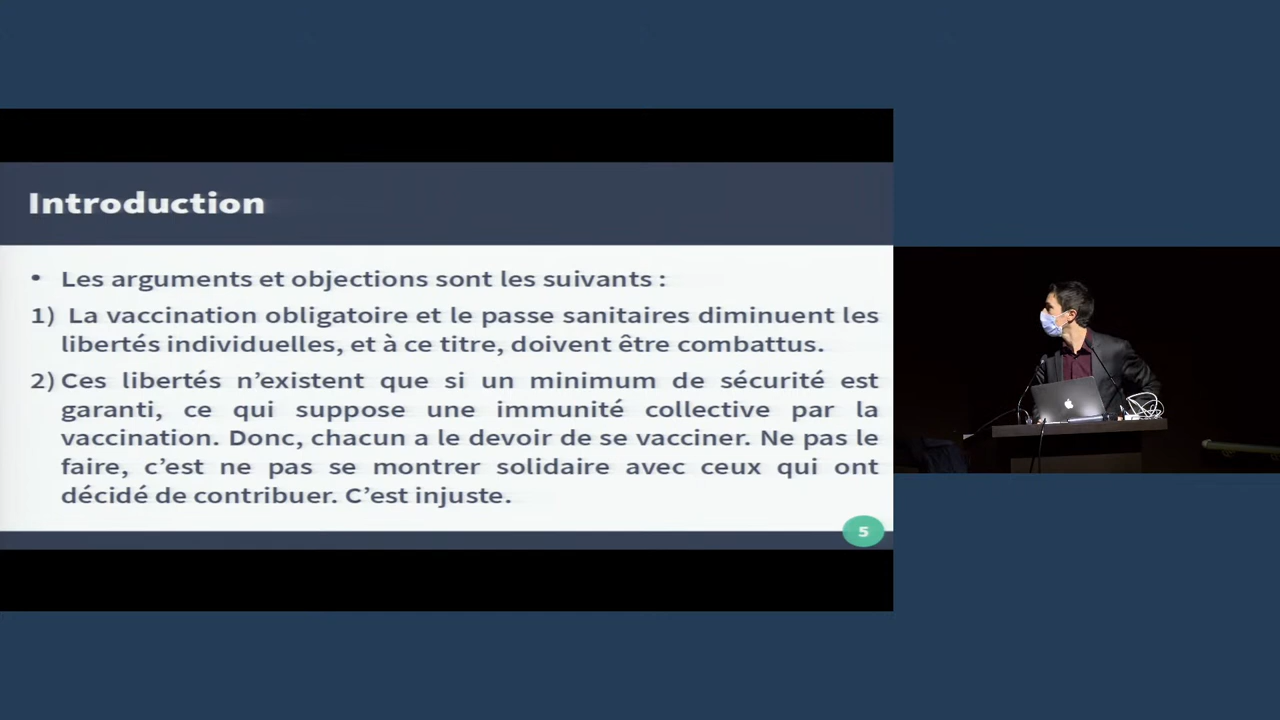 Introduction
• Les arguments et objections sont les suivants :
1) La vaccination obligatoire et le passe sanitaires diminuent les
libertés individuelles, et à ce titre, doivent être combattus.
2) Ces libertés n’existent que si un minimum de sécurité est
garanti, ce qui suppose une immunité collective par la
vaccination. Donc, chacun a le devoir de se vacciner. Ne pas le
faire, c’est ne pas se montrer solidaire avec ceux qui ont
décidé de contribuer. C’est injuste.
5